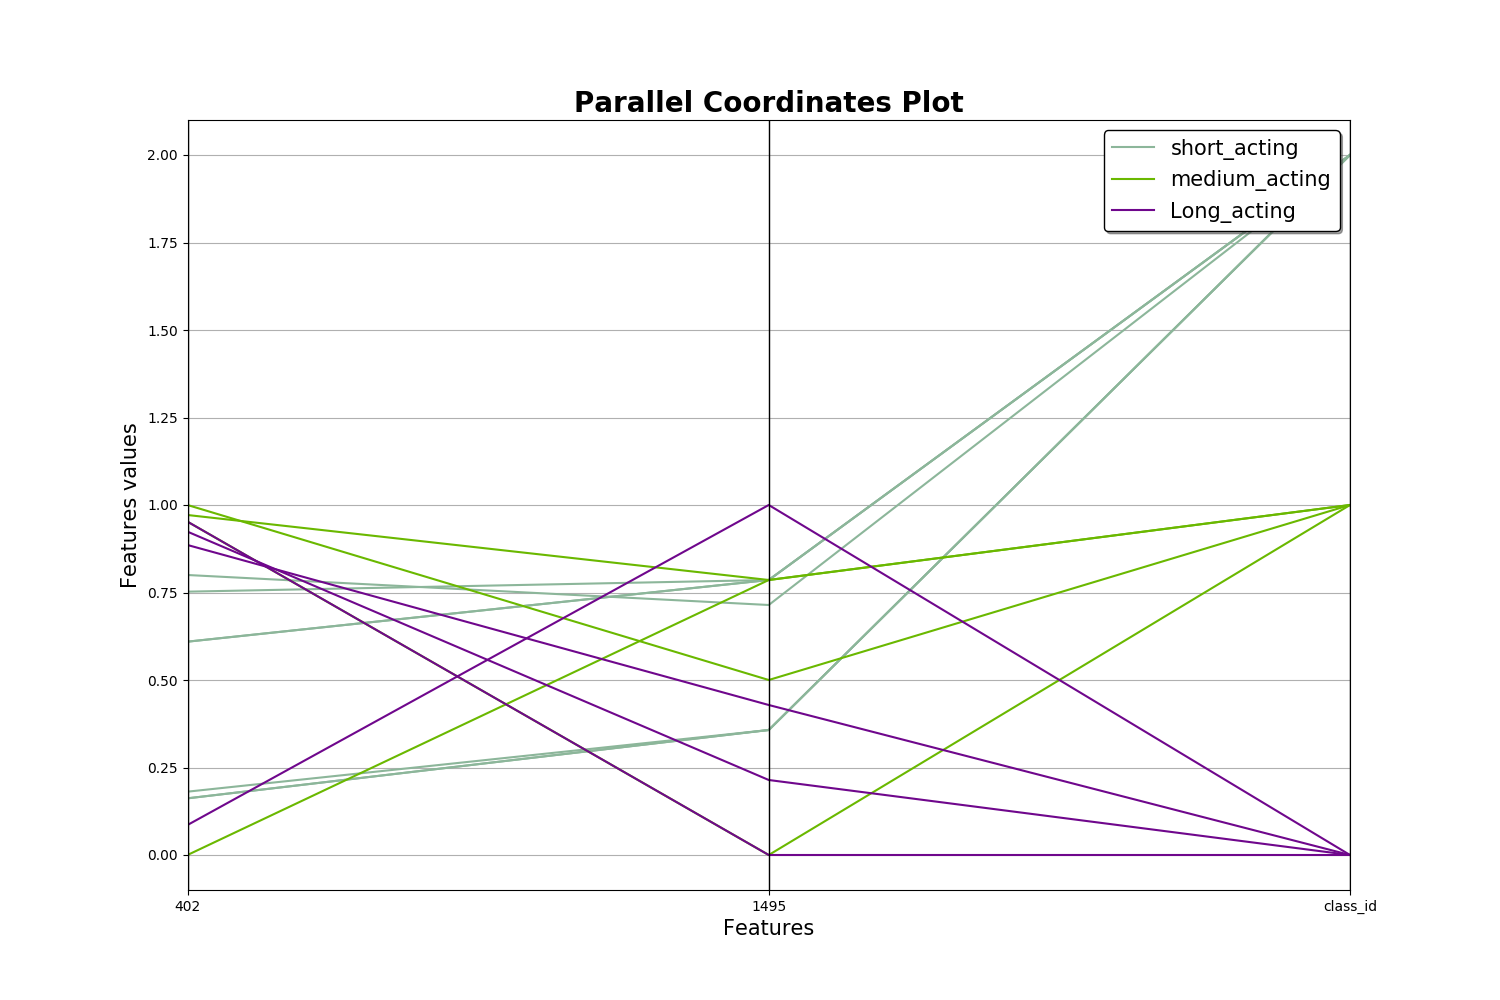 Parallel Coordinates Plot
short_acting
medium_acting
Long_acting
2.00
1.75
1.50
1.25
1.00
0.75
0.50
0.25
0.00
Features values
402
1495
class_id
Features